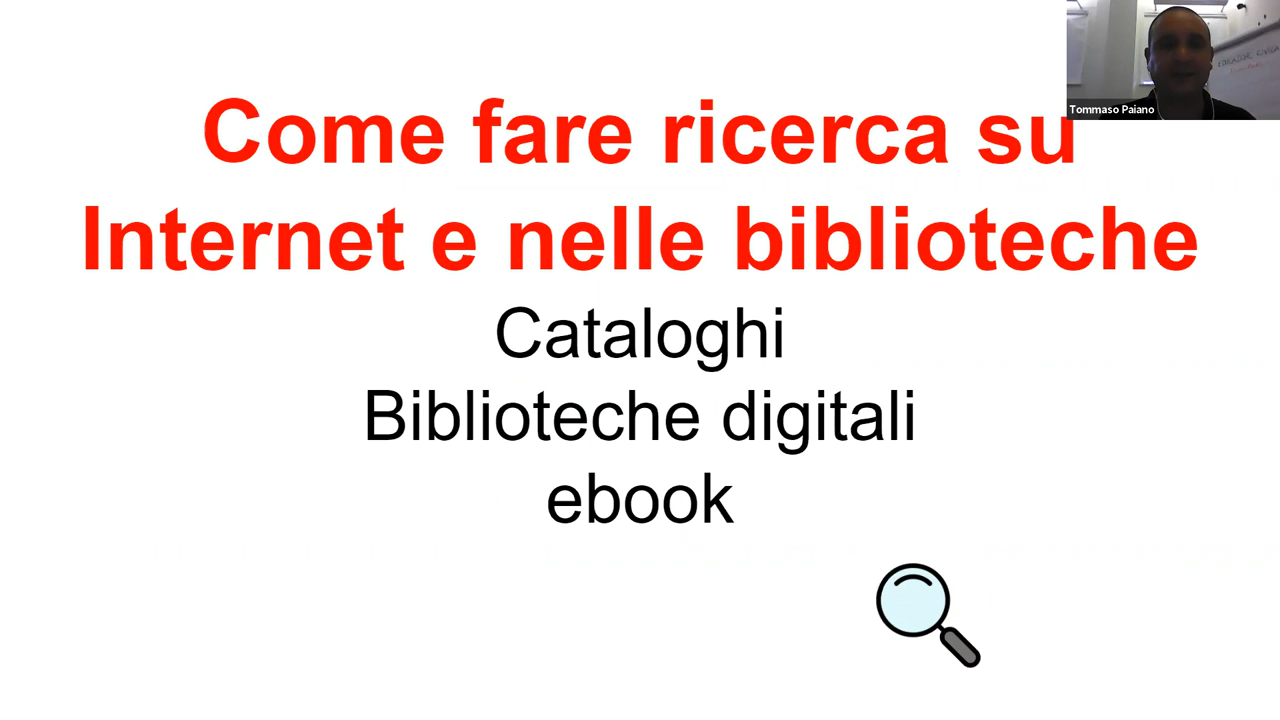 Come fare ricerca su
Internet e nelle biblioteche
Cataloghi
Biblioteche digitali
ebook
Tommaso Paiano